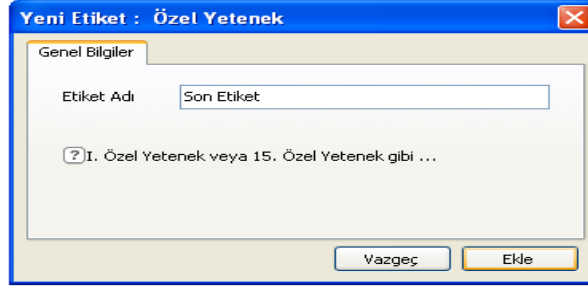 Yeni Etiket : Özel Yetenek
Genel Bilgiler
Etiket Adı Son Etiket
?I. Özel Yetenek veya 15. Özel Yetenek gibi ...
Vazgeç Ekle